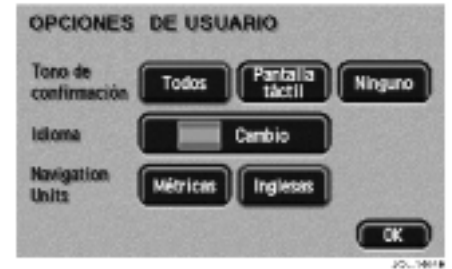 OPCIONES DE USUARIO
Tono de
confirmación
Todos
Pantalla
táctil
Ninguno
Idioma
Cambio
Navigation
Units
Métricas
Inglesas
OK